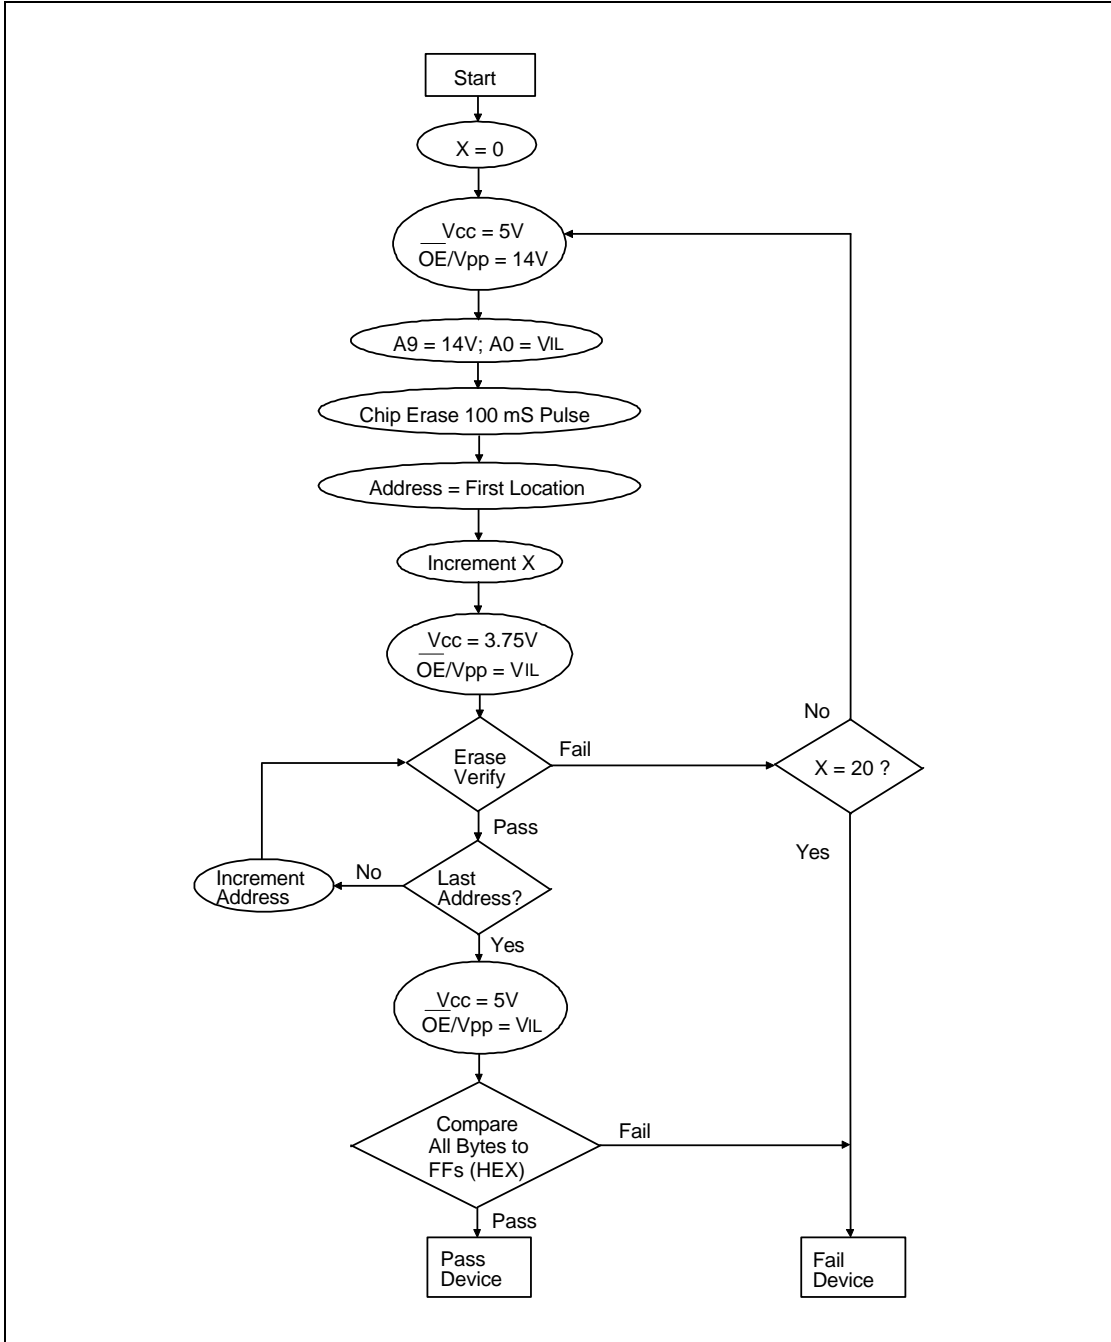 Start
X = 0
Vcc = 5V
OE/Vpp = 14V
A9 = 14V; A0 = VIL
Chip Erase 100 mS Pulse
Address = First Location
Increment X
Vcc = 3.75V
OE/Vpp = VIL
No
Erase
Verify
Fail
X = 20 ?
Pass
Yes
Increment
Address
No
Last
Address?
Yes
Vcc = 5V
OE/Vpp = VIL
Compare
All Bytes to
FFs (HEX)
Fail
Pass
Pass
Device
Fail
Device